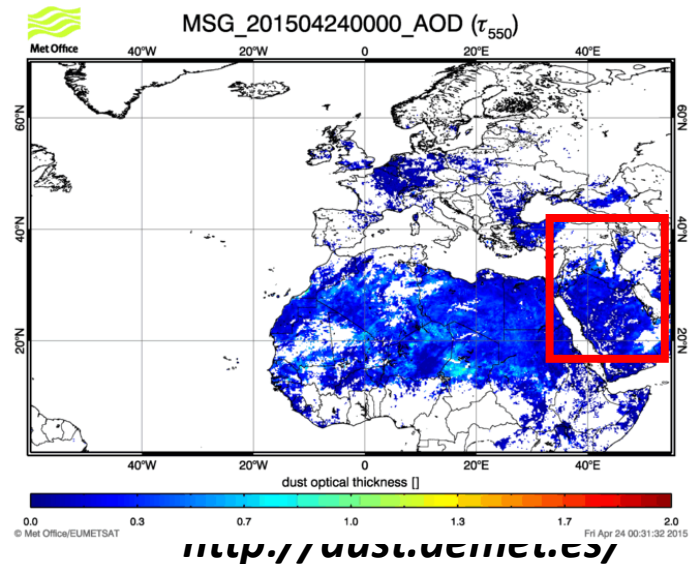 MSG_201504240000_AOD (τ550)
Met Office
40°W 20°W 0 20°E 40°E
60°N 60°N
40°N 40°N
20°N 20°N
40°W 20°W 0 20°E 40°E
dust optical thickness []
0.0 0.3 0.7 1.0 1.3 1.7 2.0
© Met Office/EUMETSAT Fri Apr 24 00:31:32 2015
http://dust.aemet.es/